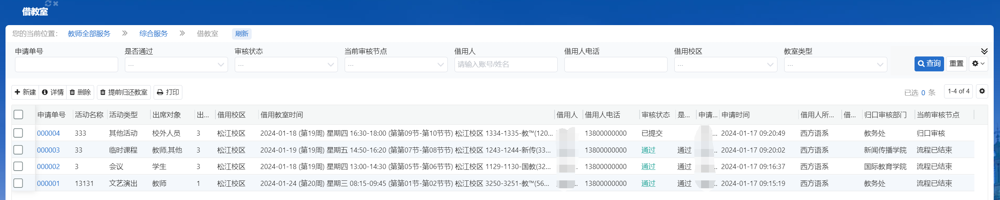 借教室
您的当前位置： 教师全部服务 综合服务 借教室 刷新
申请单号 是否通过 审核状态 当前审核节点 借用人 借用人电话 借用校区 教室类型
... ... ... 请输入账号/姓名 ... ... 查询 重置
新建 详情 删除 提前归还教室 打印 已选 0 条 1-4 of 4
申请单号 活动名称 活动类型 出席对象 出... 借用校区 借用教室时间 借用人 借用人电话 审核状态 是... 申请... 申请时间 借用人所... 借... 归口审核部门 当前审核节点
000004 333 其他活动 校外人员 3 松江校区 2024-01-18 (第19周) 星期四 16:30-18:00 (第第09节-第10节节) 松江校区 1334-1335-教™(120... 13800000000 已提交 ... 2024-01-17 09:20:49 西方语系 教务处 归口审核
000003 33 临时课程 教师,其他 3 松江校区 2024-01-19 (第19周) 星期五 14:50-16:20 (第第07节-第08节节) 松江校区 1243-1244-新传(33... 13800000000 通过 通过 2024-01-17 09:20:02 西方语系 新闻传播学院 流程已结束
000002 3 会议 学生 3 松江校区 2024-01-18 (第19周) 星期四 13:00-14:30 (第第05节-第06节节) 松江校区 1129-1130-国教(32... 13800000000 通过 通过 2024-01-17 09:16:37 西方语系 国际教育学院 流程已结束
000001 13131 文艺演出 教师 1 松江校区 2024-01-24 (第20周) 星期三 08:15-09:45 (第第01节-第02节节) 松江校区 3250-3251-教™(56... 13800000000 通过 通过 2024-01-17 09:15:19 西方语系 教务处 流程已结束